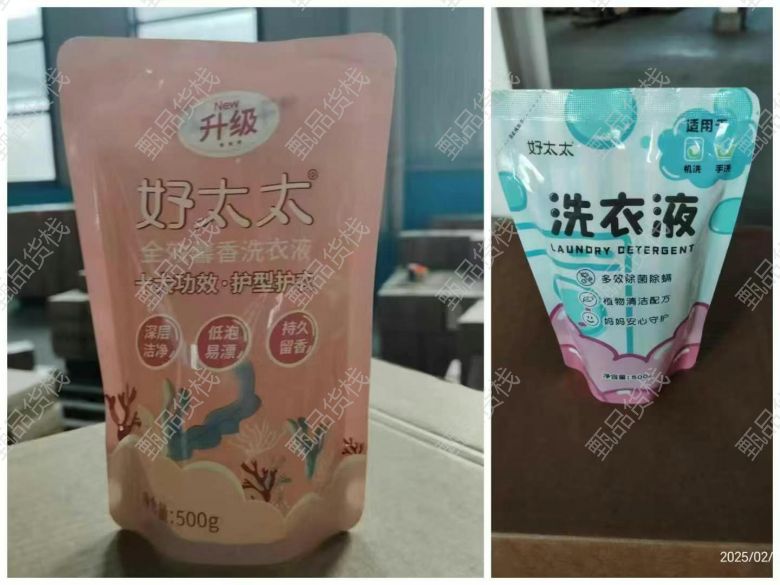 New
升级
好太太®
全效馨香洗衣液
十大功效·护型护衣
深层
洁净
低泡
易漂
持久
留香
净含量:500g
适用于
机洗
手洗
好太太
洗衣液
LAUNDRY DETERGENT
多效除菌除螨
植物清洁配方
妈妈安心守护
净含量:500
2025/02/
甄品货栈